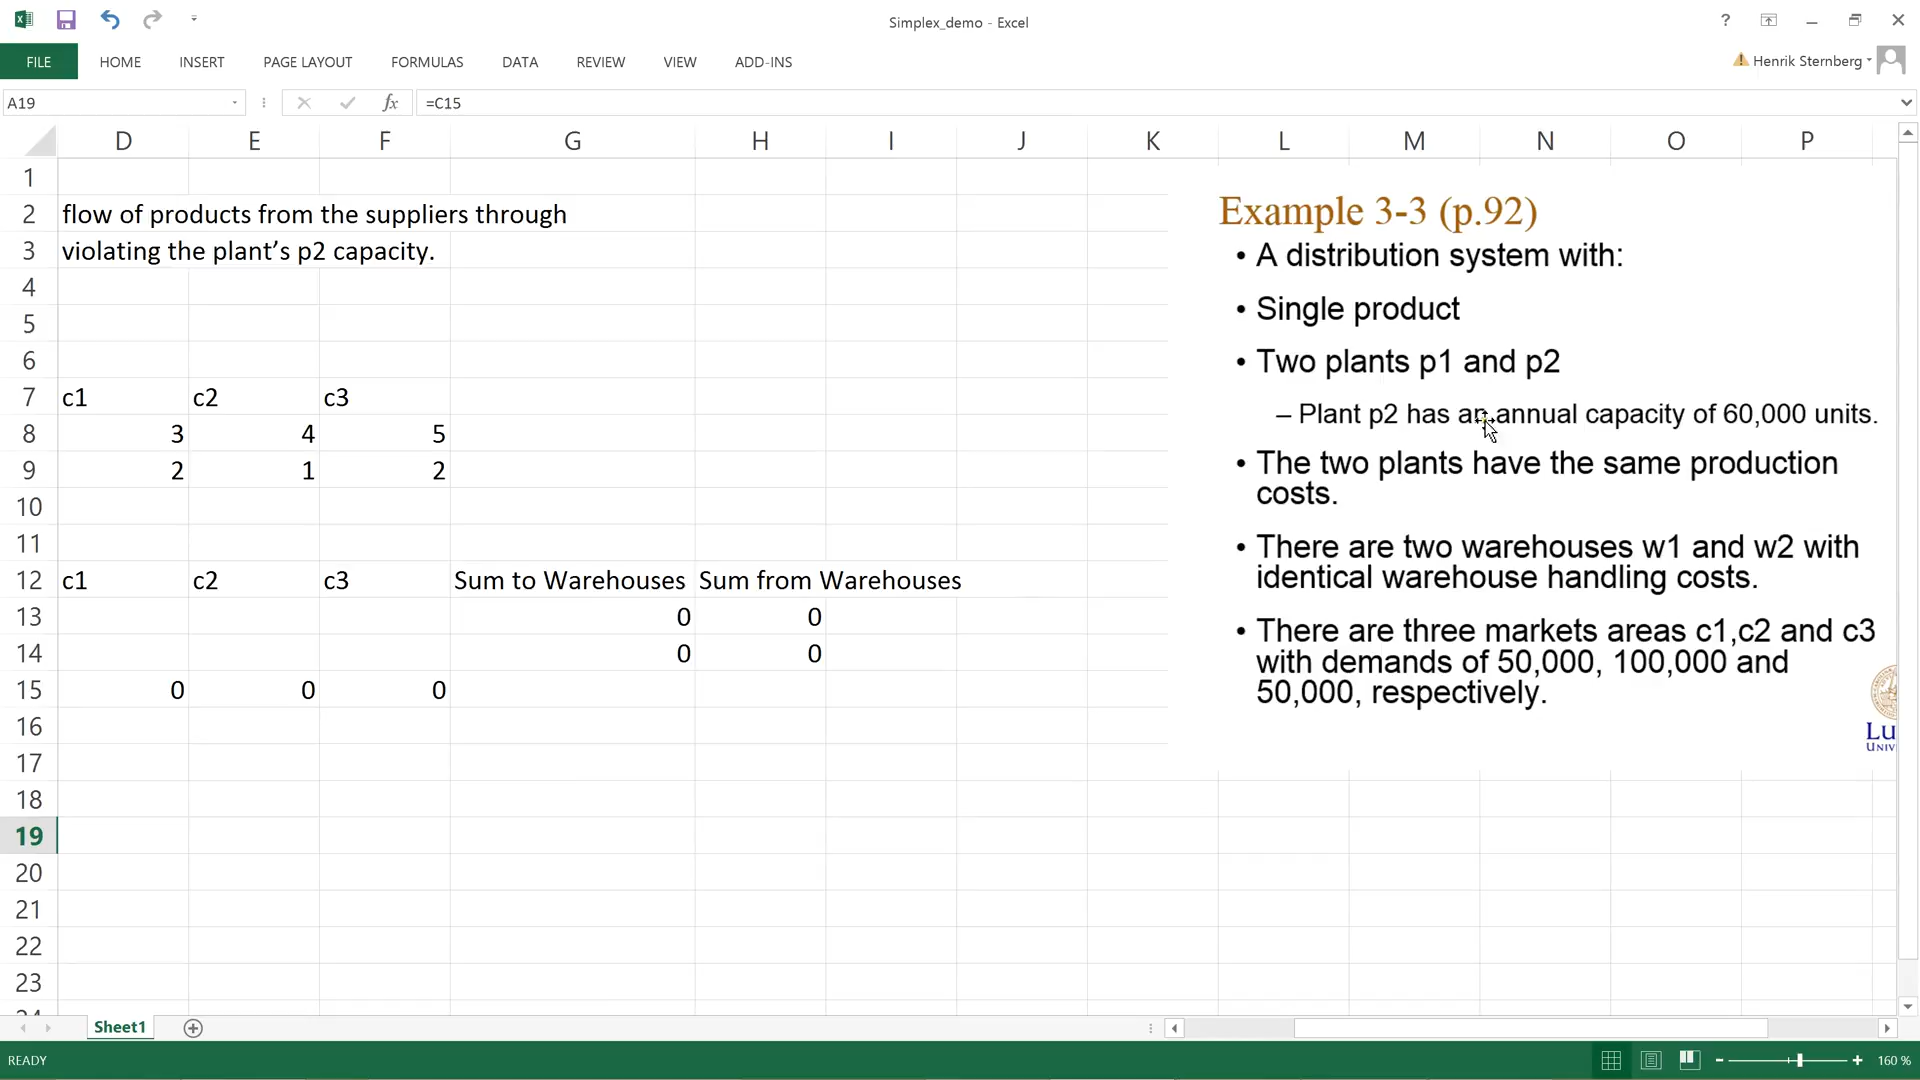 Simplex_demo - Excel
?
FILE HOME INSERT PAGE LAYOUT FORMULAS DATA REVIEW VIEW ADD-INS
Henrik Sternberg
A19 fx =C15
D E F G H I J K L M N O P
1
2 flow of products from the suppliers through
3 violating the plant’s p2 capacity.
4
5
6
7 c1 c2 c3
8 3 4 5
9 2 1 2
10
11
12 c1 c2 c3 Sum to Warehouses Sum from Warehouses
13 0 0
14 0 0
15 0 0 0
16
17
18
19
20
21
22
23
24
Example 3-3 (p.92)
• A distribution system with:
• Single product
• Two plants p1 and p2
– Plant p2 has an annual capacity of 60,000 units.
• The two plants have the same production
costs.
• There are two warehouses w1 and w2 with
identical warehouse handling costs.
• There are three markets areas c1,c2 and c3
with demands of 50,000, 100,000 and
50,000, respectively.
Lu
UNIV
Sheet1
READY
160 %